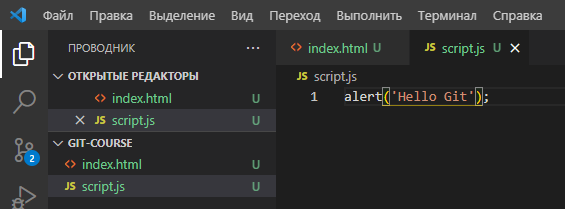 Файл Правка Выделение Вид Переход Выполнить Терминал Справка
ПРОВОДНИК ...
index.html U
JS script.js U
ОТКРЫТЫЕ РЕДАКТОРЫ
index.html U
JS script.js U
GIT-COURSE
index.html U
JS script.js U
2
JS script.js
1 alert('Hello Git');